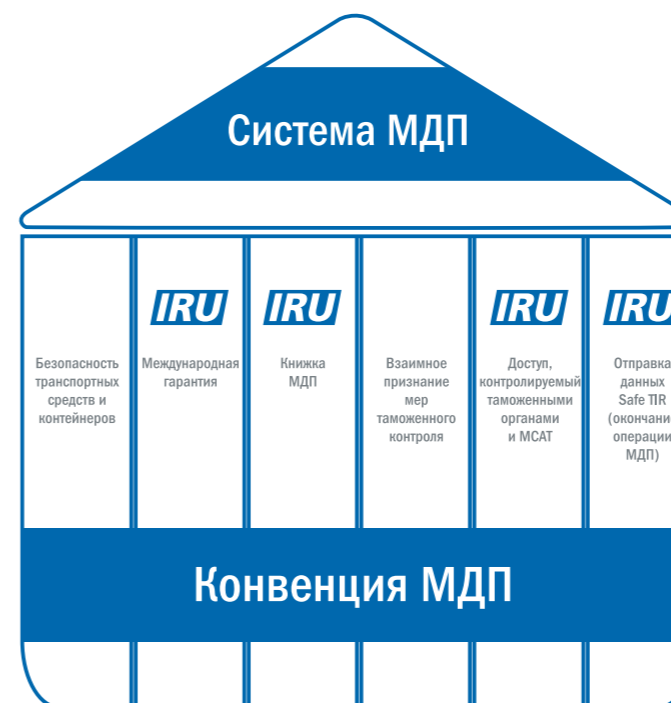 Система МДП
Безопасность
транспортных
средств и
контейнеров
IRU
Международная
гарантия
IRU
Книжка
МДП
Взаимное
признание
мер
таможенного
контроля
IRU
Доступ,
контролируемый
таможенными
органами
и МСАТ
IRU
Отправка
данных
Safe TIR
(окончание
операции
МДП)
Конвенция МДП